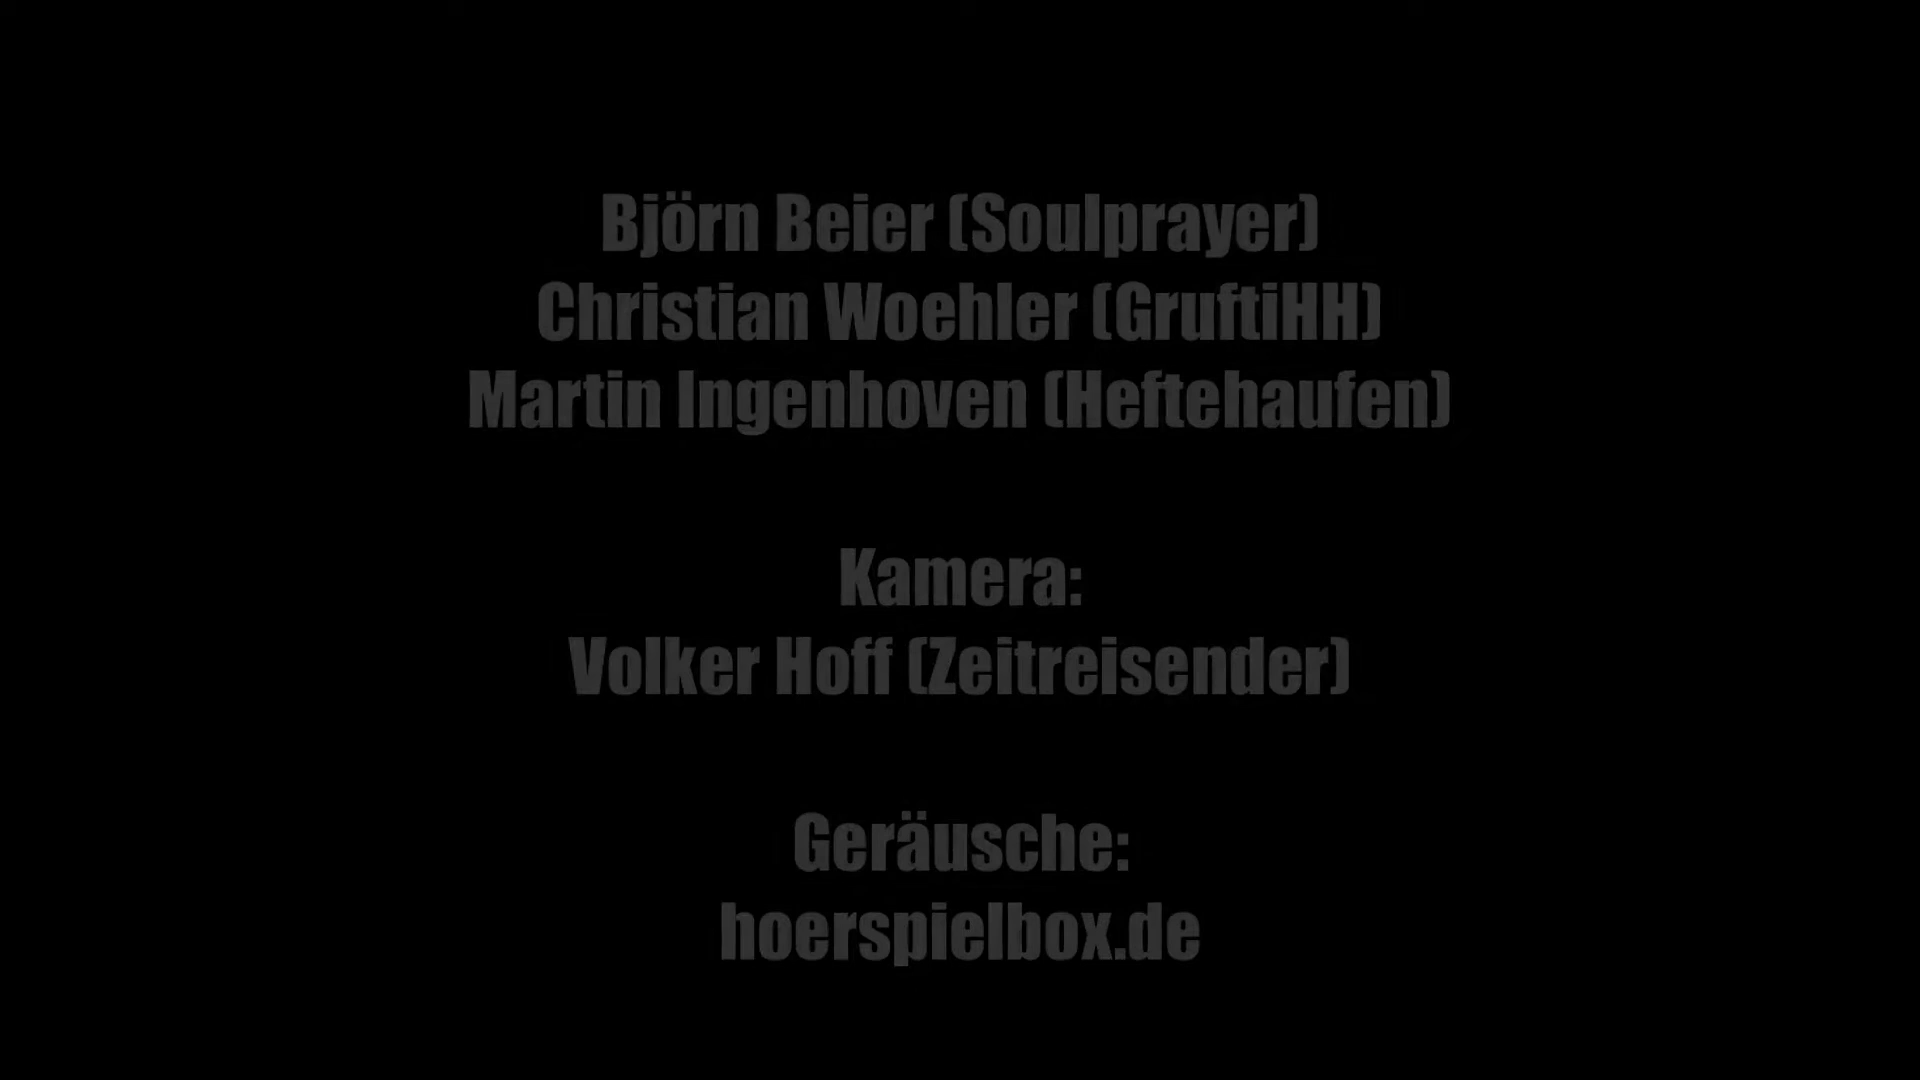 Björn Beier (Soulprayer)
Christian Woehler (GruftiHH)
Martin Ingenhoven (Heftehaufen)
Kamera:
Volker Hoff (Zeitreisender)
Geräusche:
hoerspielbox.de